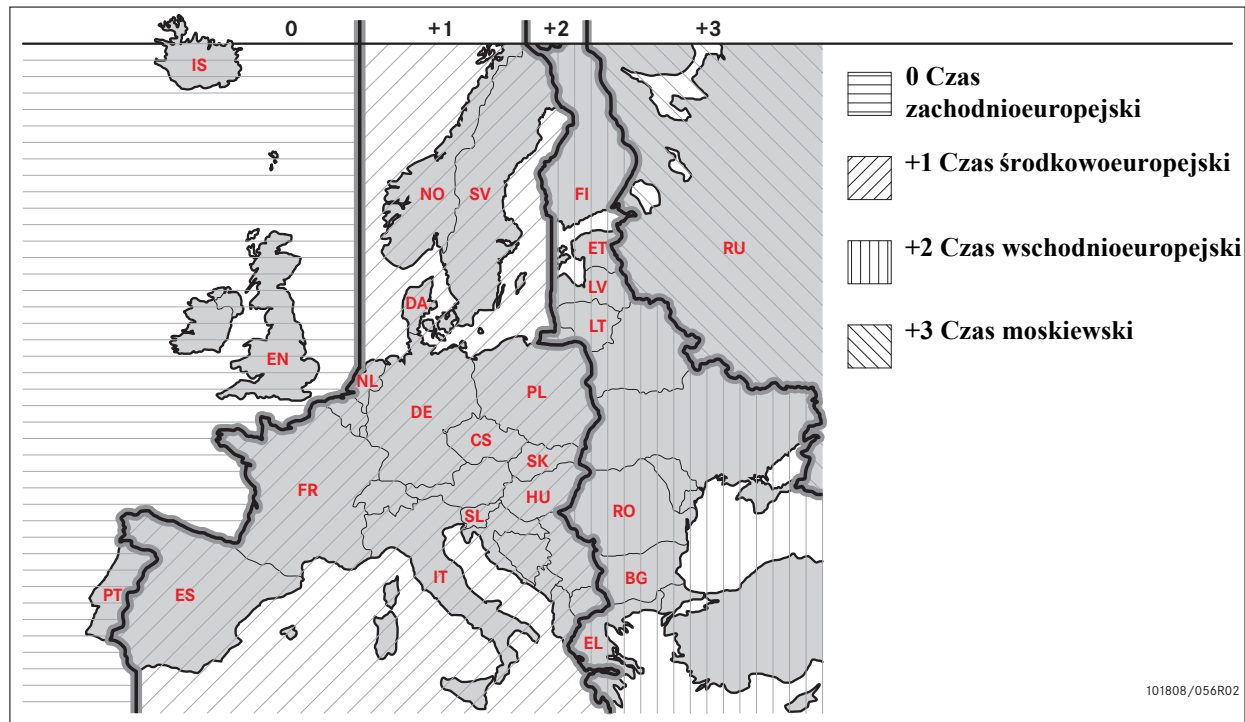 0 +1 +2 +3
IS
NO SV FI
ET
RU
LV
DA
LT
EN
NL
DE
PL
CS
SK
FR
HU
RO
SL
IT
BG
PT
ES
EL
0 Czas
zachodnioeuropejski
+1 Czas środkowoeuropejski
+2 Czas wschodnioeuropejski
+3 Czas moskiewski
101808/056R02